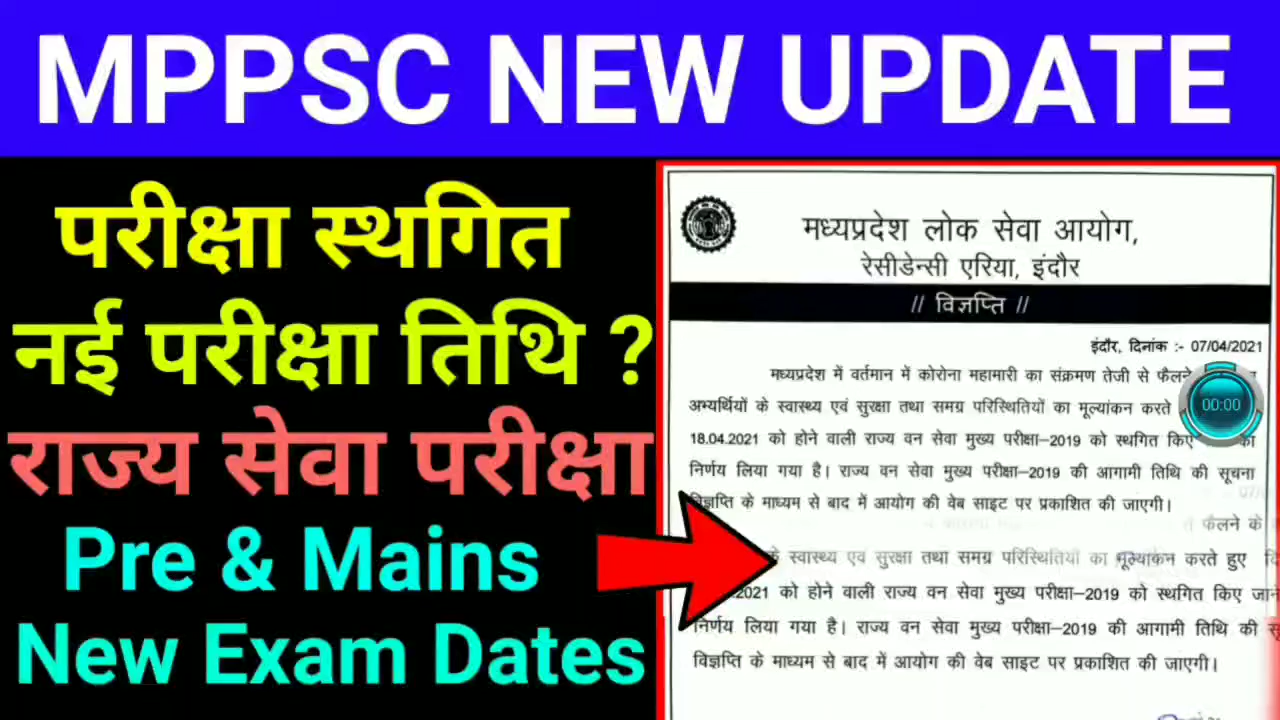 MPPSC NEW UPDATE
परीक्षा स्थगित
नई परीक्षा तिथि ?
राज्य सेवा परीक्षा
Pre & Mains
New Exam Dates
मध्यप्रदेश लोक सेवा आयोग,
रेसीडेन्सी एरिया, इंदौर
// विज्ञप्ति //
इंदौर, दिनांक :- 07/04/2021
मध्यप्रदेश में वर्तमान में कोरोना महामारी का संक्रमण तेजी से फैलने
अभ्यर्थियों के स्वास्थ्य एवं सुरक्षा तथा समग्र परिस्थितियों का मूल्यांकन करते
18.04.2021 को होने वाली राज्य वन सेवा मुख्य परीक्षा–2019 को स्थगित किए का
निर्णय लिया गया है। राज्य वन सेवा मुख्य परीक्षा–2019 की आगामी तिथि की सूचना
विज्ञप्ति के माध्यम से बाद में आयोग की वेब साइट पर प्रकाशित की जाएगी।
00:00
से फैलने के
के स्वास्थ्य एवं सुरक्षा तथा समग्र परिस्थितियों का मूल्यांकन करते हुए
2021 को होने वाली राज्य वन सेवा मुख्य परीक्षा–2019 को स्थगित किए जाने
निर्णय लिया गया है। राज्य वन सेवा मुख्य परीक्षा–2019 की आगामी तिथि की
विज्ञप्ति के माध्यम से बाद में आयोग की वेब साइट पर प्रकाशित की जाएगी।